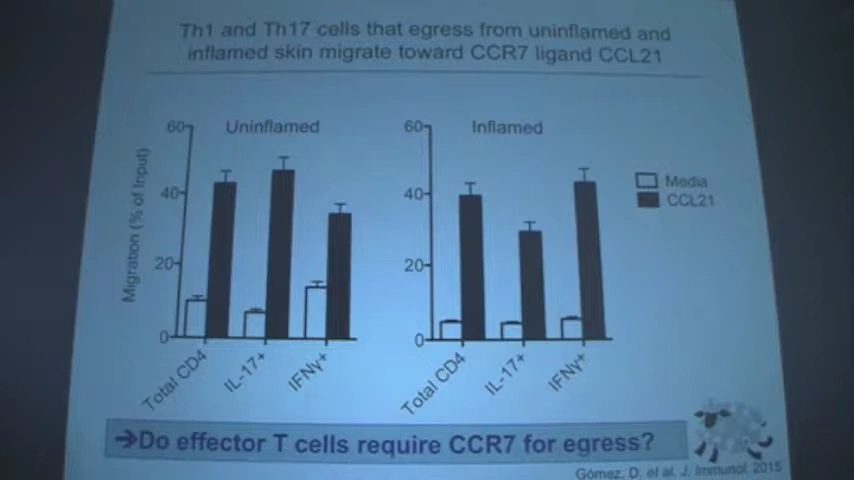 Th1 and Th17 cells that egress from uninflamed and
inflamed skin migrate toward CCR7 ligand CCL21
Migration (% of Input)
60
40
20
0
Uninflamed
Total CD4
IL-17+
IFNγ+
60
40
20
0
Inflamed
Total CD4
IL-17+
IFNγ+
Media
CCL21
➔Do effector T cells require CCR7 for egress?
Gómez, D. et al. J. Immunol. 2015